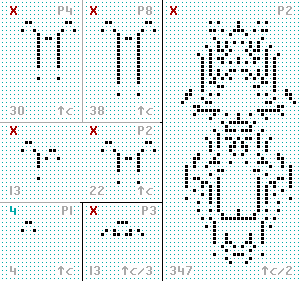 X P4
30 ↑c
X P8
38 ↑c
X P2
347 ↑c/2
X
13
X P2
22 ↑c
4 P1
4 ↑c
X P3
13 ↑c/3